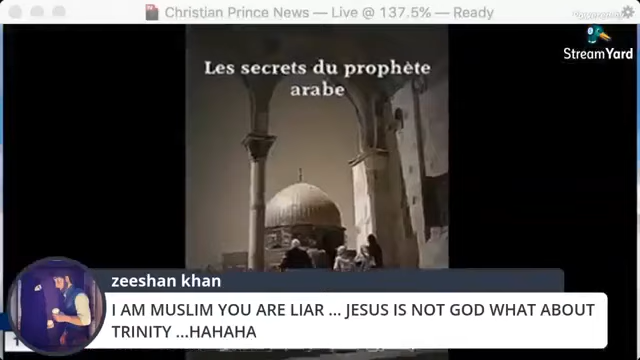 Christian Prince News — Live @ 137.5% — Ready
StreamYard
Les secrets du prophète
arabe
zeeshan khan
I AM MUSLIM YOU ARE LIAR ... JESUS IS NOT GOD WHAT ABOUT
TRINITY ...HAHAHA